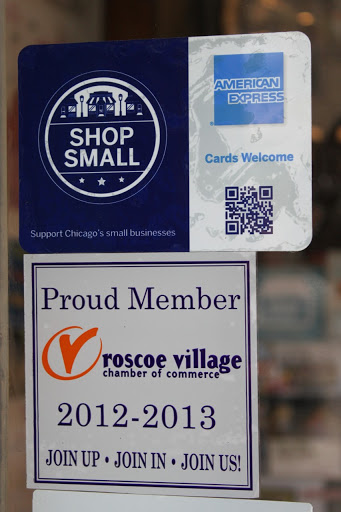 SHOP
SMALL
Support Chicago's small businesses
AMERICAN
EXPRESS
Cards Welcome
Proud Member
roscoe village
chamber of commerce
2012-2013
JOIN UP • JOIN IN • JOIN US!